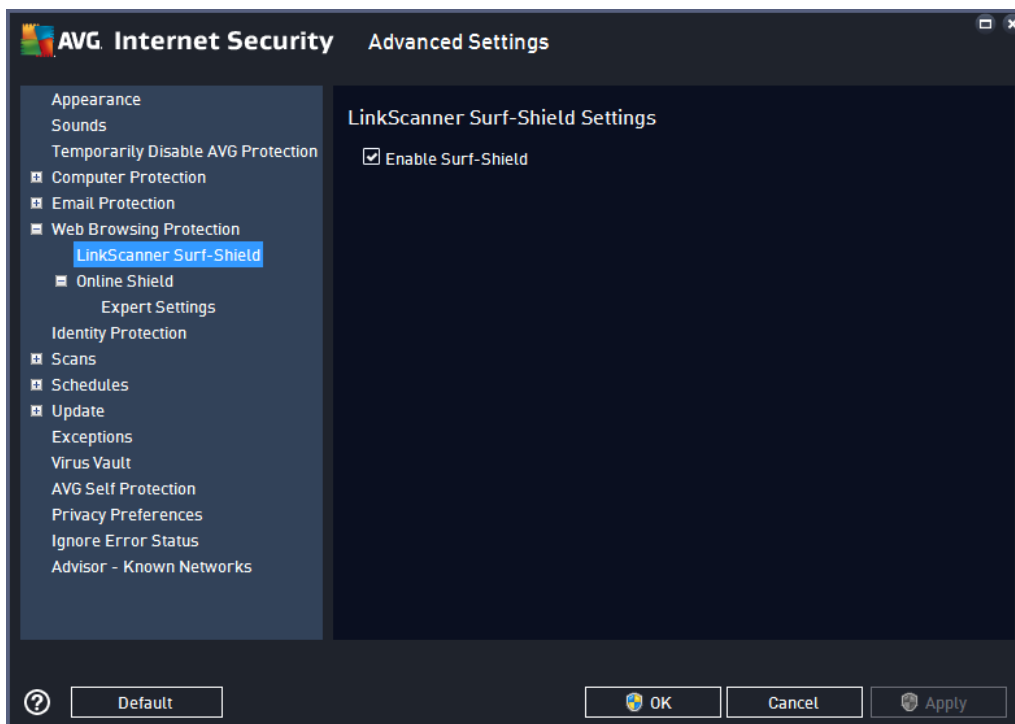 AVG Internet Security Advanced Settings
Appearance
Sounds
Temporarily Disable AVG Protection
Computer Protection
Email Protection
Web Browsing Protection
LinkScanner Surf-Shield
Online Shield
Expert Settings
Identity Protection
Scans
Schedules
Update
Exceptions
Virus Vault
AVG Self Protection
Privacy Preferences
Ignore Error Status
Advisor - Known Networks
LinkScanner Surf-Shield Settings
Enable Surf-Shield
? Default OK Cancel Apply